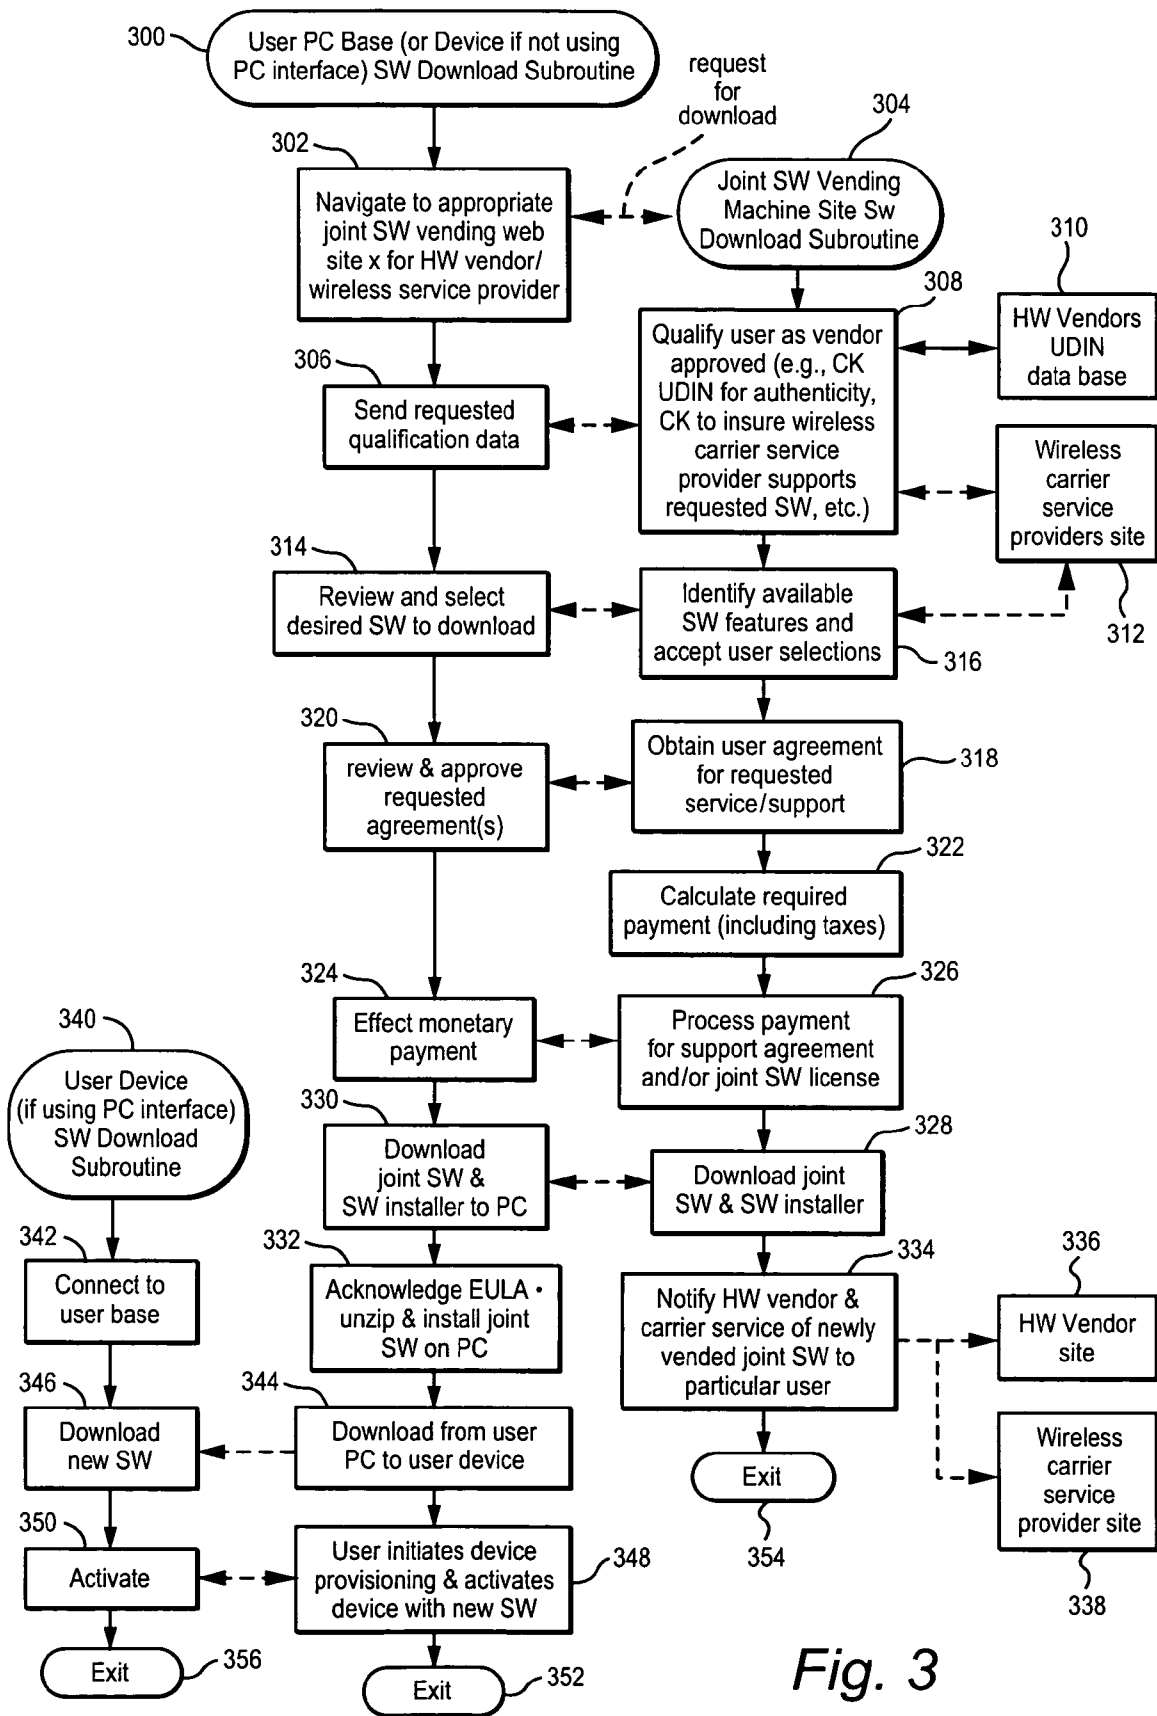 300
User PC Base (or Device if not using
PC interface) SW Download Subroutine
request
for
download
302
304
Navigate to appropriate
joint SW vending web
site x for HW vendor/
wireless service provider
Joint SW Vending
Machine Site Sw
Download Subroutine
310
308
HW Vendors
UDIN
data base
306
Send requested
qualification data
Qualify user as vendor
approved (e.g., CK
UDIN for authenticity,
CK to insure wireless
carrier service
provider supports
requested SW, etc.)
Wireless
carrier
service
providers site
312
314
Review and select
desired SW to download
Identify available
SW features and
accept user selections
316
320
review & approve
requested
agreement(s)
Obtain user agreement
for requested
service/support
318
322
Calculate required
payment (including taxes)
324
Effect monetary
payment
326
Process payment
for support agreement
and/or joint SW license
340
User Device
(if using PC interface)
SW Download
Subroutine
330
Download
joint SW &
SW installer to PC
328
Download joint
SW & SW installer
342
Connect to
user base
332
Acknowledge EULA •
unzip & install joint
SW on PC
334
Notify HW vendor &
carrier service of newly
vended joint SW to
particular user
336
HW Vendor
site
346
Download
new SW
344
Download from user
PC to user device
Exit
354
Wireless
carrier
service
provider site
338
350
Activate
User initiates device
provisioning & activates
device with new SW
348
Exit
356
Exit
352
Fig. 3